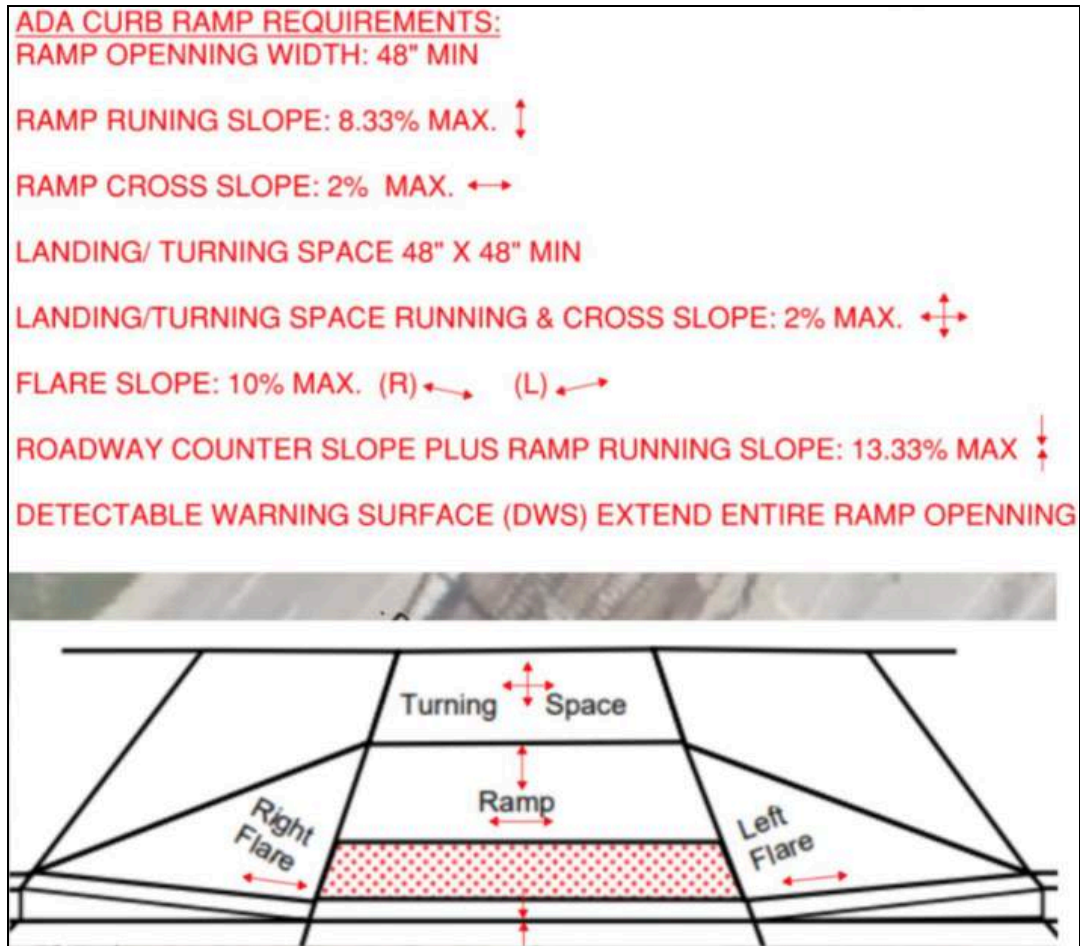 ADA CURB RAMP REQUIREMENTS:
RAMP OPENNING WIDTH: 48" MIN
RAMP RUNING SLOPE: 8.33% MAX.
RAMP CROSS SLOPE: 2% MAX.
LANDING/ TURNING SPACE 48" X 48" MIN
LANDING/TURNING SPACE RUNNING & CROSS SLOPE: 2% MAX.
FLARE SLOPE: 10% MAX. (R) (L)
ROADWAY COUNTER SLOPE PLUS RAMP RUNNING SLOPE: 13.33% MAX
DETECTABLE WARNING SURFACE (DWS) EXTEND ENTIRE RAMP OPENNING
Turning Space
Ramp
Right
Flare
Left
Flare